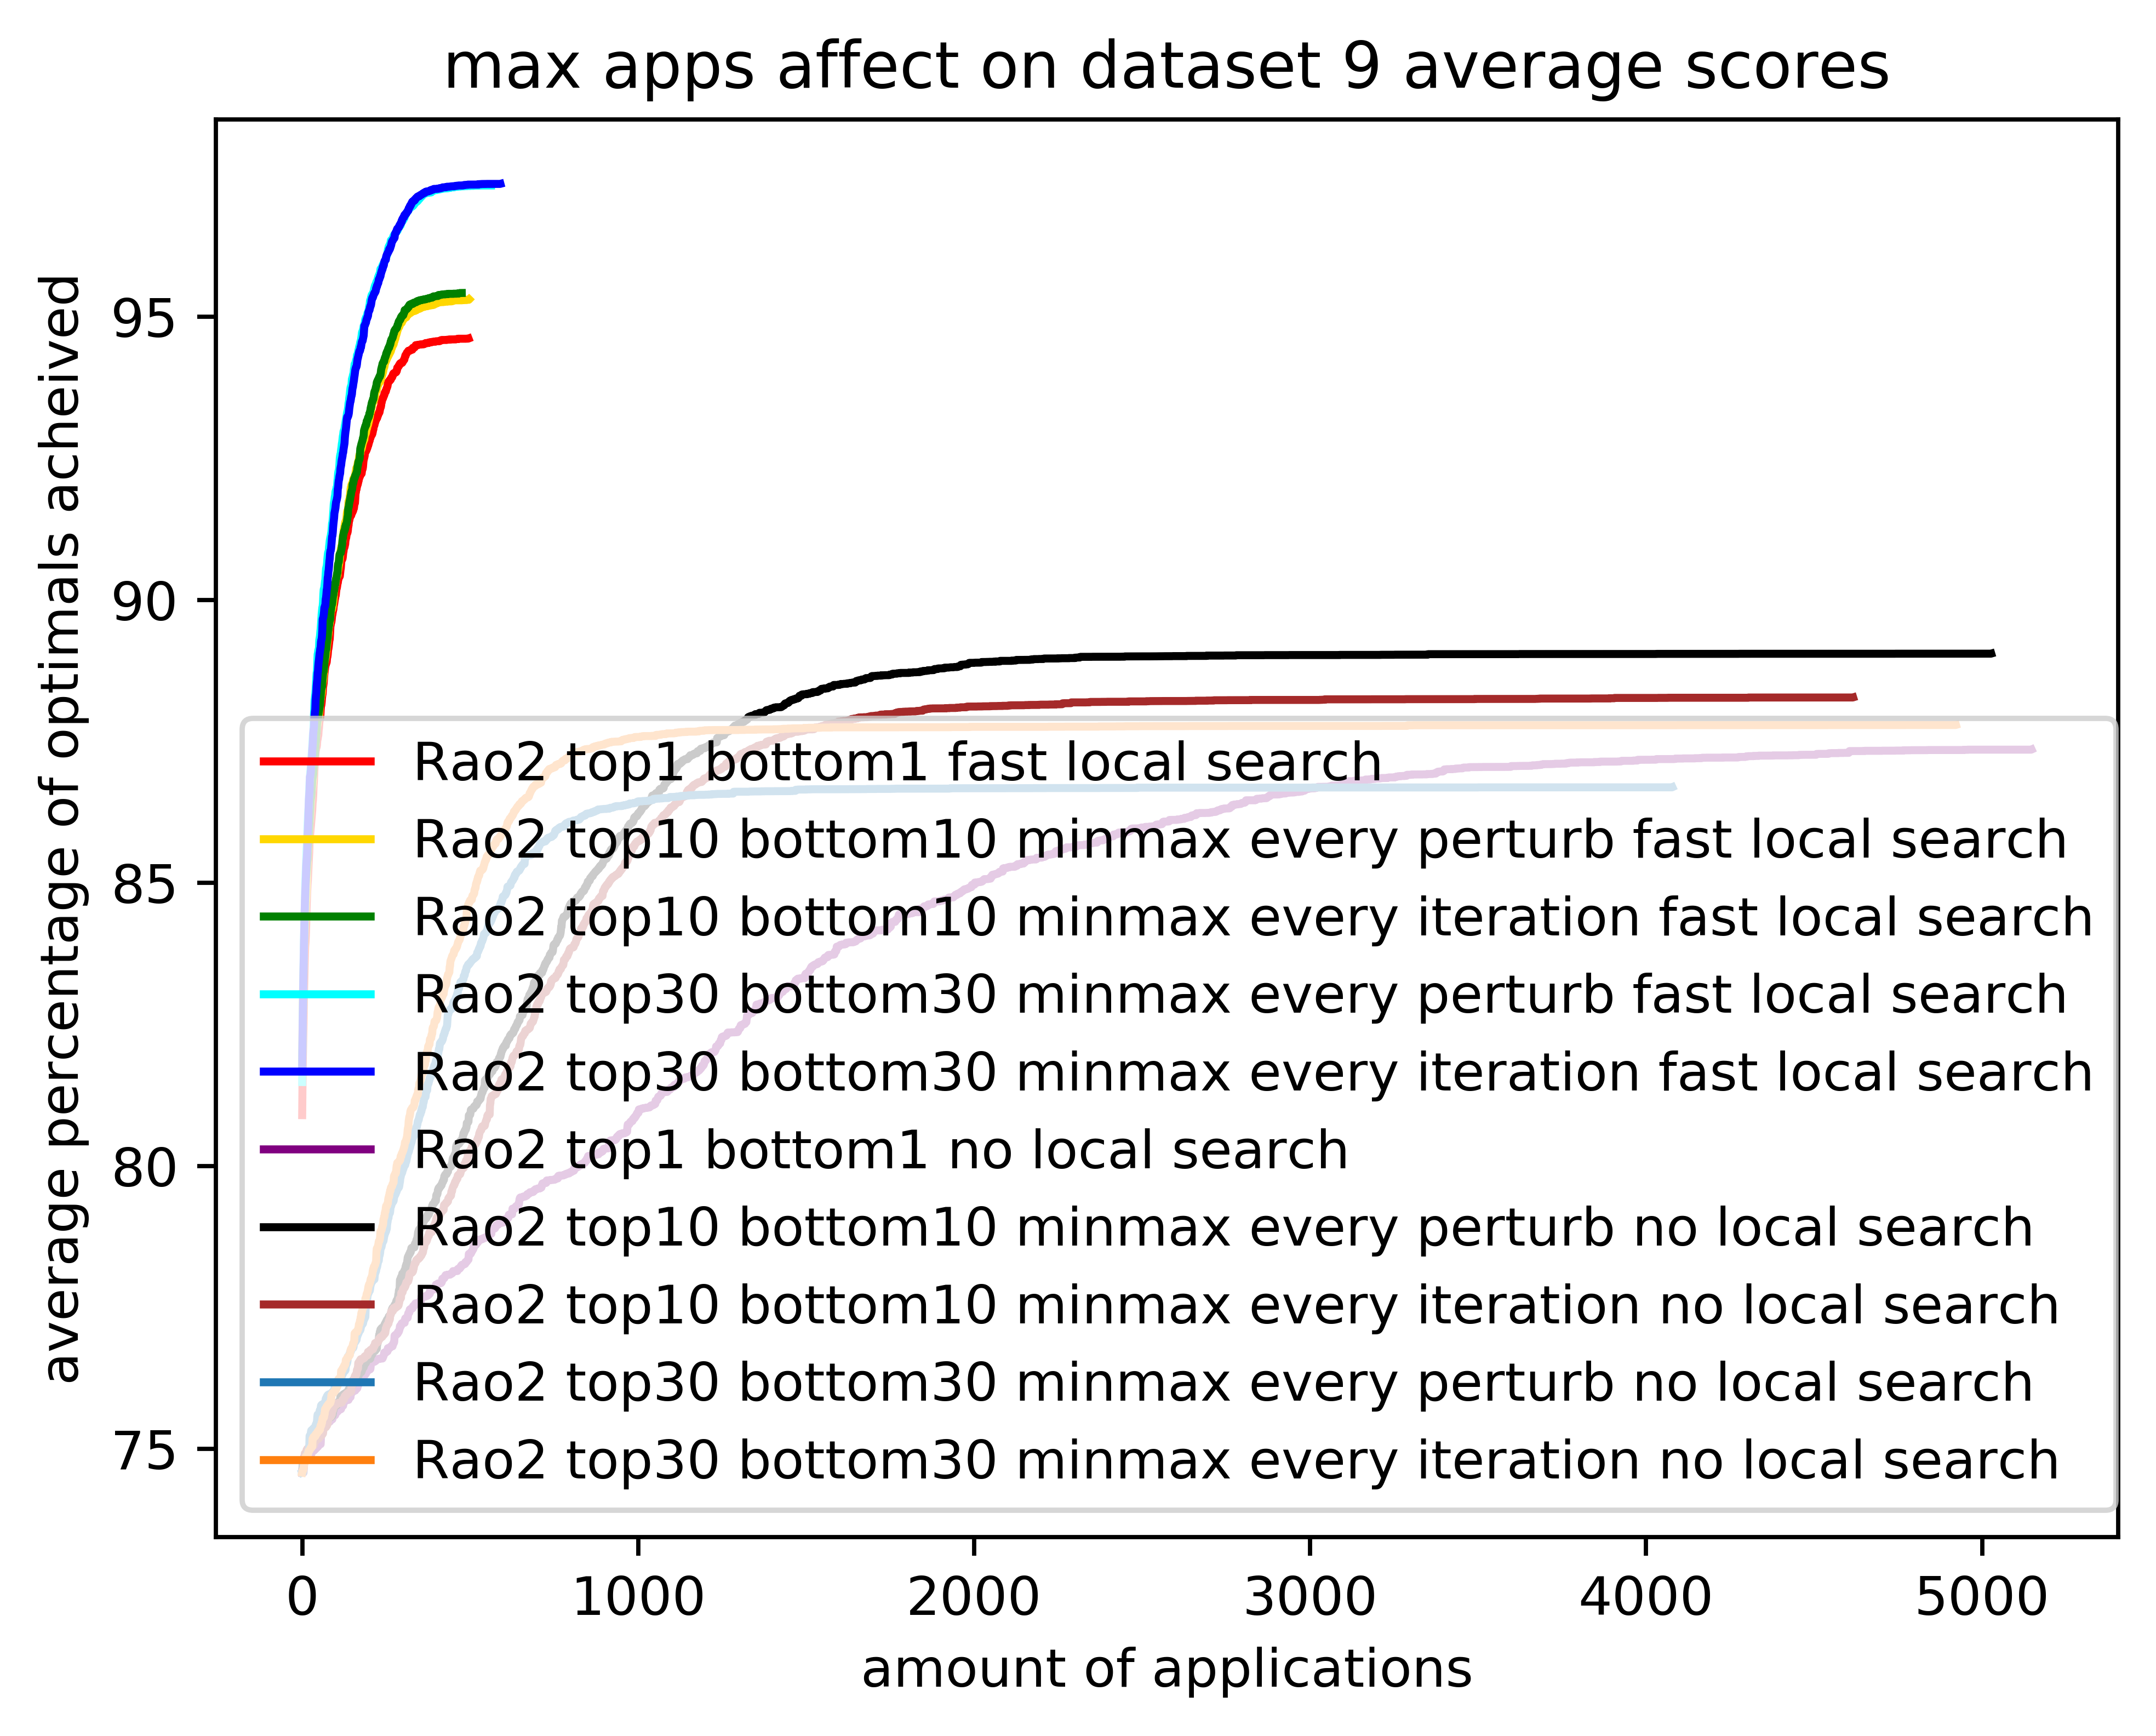 max apps affect on dataset 9 average scores
average percentage of optimals acheived
95
90
85
80
75
Rao2 top1 bottom1 fast local search
Rao2 top10 bottom10 minmax every perturb fast local search
Rao2 top10 bottom10 minmax every iteration fast local search
Rao2 top30 bottom30 minmax every perturb fast local search
Rao2 top30 bottom30 minmax every iteration fast local search
Rao2 top1 bottom1 no local search
Rao2 top10 bottom10 minmax every perturb no local search
Rao2 top10 bottom10 minmax every iteration no local search
Rao2 top30 bottom30 minmax every perturb no local search
Rao2 top30 bottom30 minmax every iteration no local search
0 1000 2000 3000 4000 5000
amount of applications